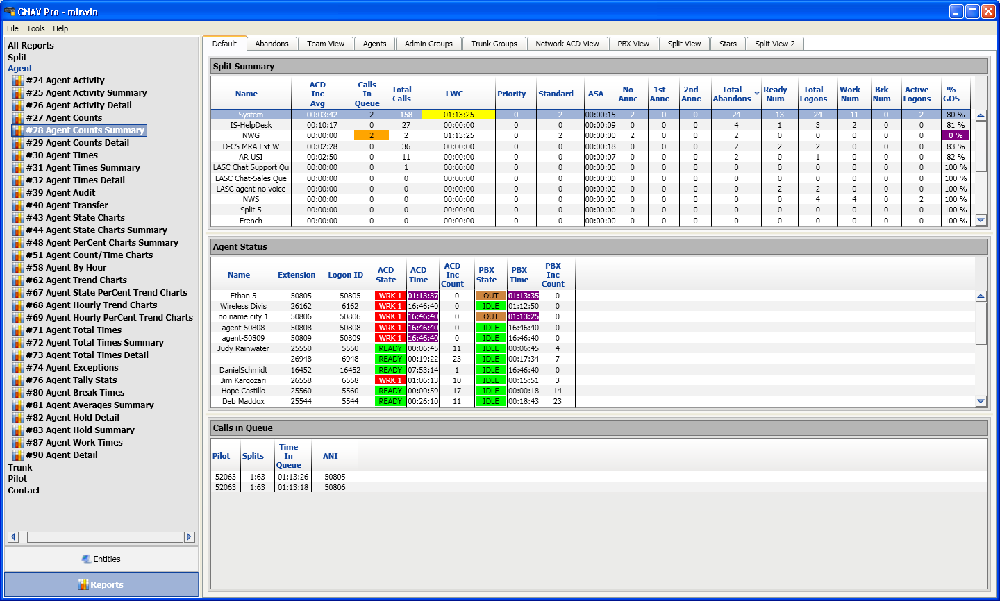 GNAV Pro - mirwin
File Tools Help
All Reports
Split
Agent
#24 Agent Activity
#25 Agent Activity Summary
#26 Agent Activity Detail
#27 Agent Counts
#28 Agent Counts Summary
#29 Agent Counts Detail
#30 Agent Times
#31 Agent Times Summary
#32 Agent Times Detail
#39 Agent Audit
#40 Agent Transfer
#43 Agent State Charts
#44 Agent State Charts Summary
#48 Agent PerCent Charts Summary
#51 Agent Count/Time Charts
#58 Agent By Hour
#62 Agent Trend Charts
#67 Agent State PerCent Trend Charts
#68 Agent Hourly Trend Charts
#69 Agent Hourly PerCent Trend Charts
#71 Agent Total Times
#72 Agent Total Times Summary
#73 Agent Total Times Detail
#74 Agent Exceptions
#76 Agent Tally Stats
#80 Agent Break Times
#81 Agent Averages Summary
#82 Agent Hold Detail
#83 Agent Hold Summary
#87 Agent Work Times
#90 Agent Detail
Trunk
Pilot
Contact
Entities
Reports
Default Abandons Team View Agents Admin Groups Trunk Groups Network ACD View PBX View Split View Stars Split View 2
Split Summary
Name ACD Inc Avg Calls In Queue Total Calls LWC Priority Standard ASA No Annc 1st Annc 2nd Annc Total Abandons Ready Num Total Logons Work Num Brk Num Active Logons % GOS
System 00:03:42 2 158 01:13:25 0 2 00:00:15 2 0 0 24 13 24 11 0 2 80 %
IS-HelpDesk 00:10:17 0 27 00:00:00 0 0 00:00:09 0 0 0 4 1 3 2 0 0 81 %
NWG 00:00:00 2 2 01:13:25 0 2 00:00:00 2 0 0 2 0 0 0 0 0 0 %
D-CS MRA Ext W 00:02:28 0 36 00:00:00 0 0 00:00:18 0 0 0 2 2 2 0 0 0 83 %
AR USI 00:02:50 0 11 00:00:00 0 0 00:00:07 0 0 0 2 0 1 0 0 0 82 %
LASC Chat Support Qu 00:00:00 0 1 00:00:00 0 0 00:00:00 0 0 0 0 0 0 0 0 0 100 %
LASC Chat-Sales Que 00:00:00 0 0 00:00:00 0 0 00:00:00 0 0 0 0 0 0 0 0 0 100 %
LASC agent no voice 00:00:00 0 0 00:00:00 0 0 00:00:00 0 0 0 0 2 2 0 0 0 100 %
NWS 00:00:00 0 0 00:00:00 0 0 00:00:00 0 0 0 0 0 4 4 0 2 100 %
Split 5 00:00:00 0 0 00:00:00 0 0 00:00:00 0 0 0 0 0 0 0 0 0 100 %
French 00:00:00 0 0 00:00:00 0 0 00:00:00 0 0 0 0 0 0 0 0 0 100 %
Agent Status
Name Extension Logon ID ACD State ACD Time ACD Inc Count PBX State PBX Time PBX Inc Count
Ethan 5 50805 50805 WRK 1 01:13:37 0 OUT 01:13:35 0
Wireless Divis 26162 6162 WRK 1 16:46:40 0 IDLE 01:12:50 0
no name city 1 50806 50806 WRK 1 16:46:40 0 OUT 01:13:25 0
agent-50808 50808 50808 WRK 1 16:46:40 0 IDLE 16:46:40 0
agent-50809 50809 50809 WRK 1 16:46:40 0 IDLE 16:46:40 0
Judy Rainwater 25550 5550 READY 00:06:45 11 IDLE 00:06:45 4
26948 6948 READY 00:19:22 23 IDLE 00:17:34 7
DanielSchmidt 16452 16452 READY 07:53:14 1 IDLE 16:46:40 0
Jim Kargozari 26558 6558 WRK 1 01:06:13 10 IDLE 00:15:51 3
Hope Castillo 25560 5560 READY 00:00:59 17 IDLE 00:00:18 14
Deb Maddox 25544 5544 READY 00:26:10 11 IDLE 00:18:43 23
Calls in Queue
Pilot Splits Time In Queue ANI
52063 1:63 01:13:26 50805
52063 1:63 01:13:18 50806